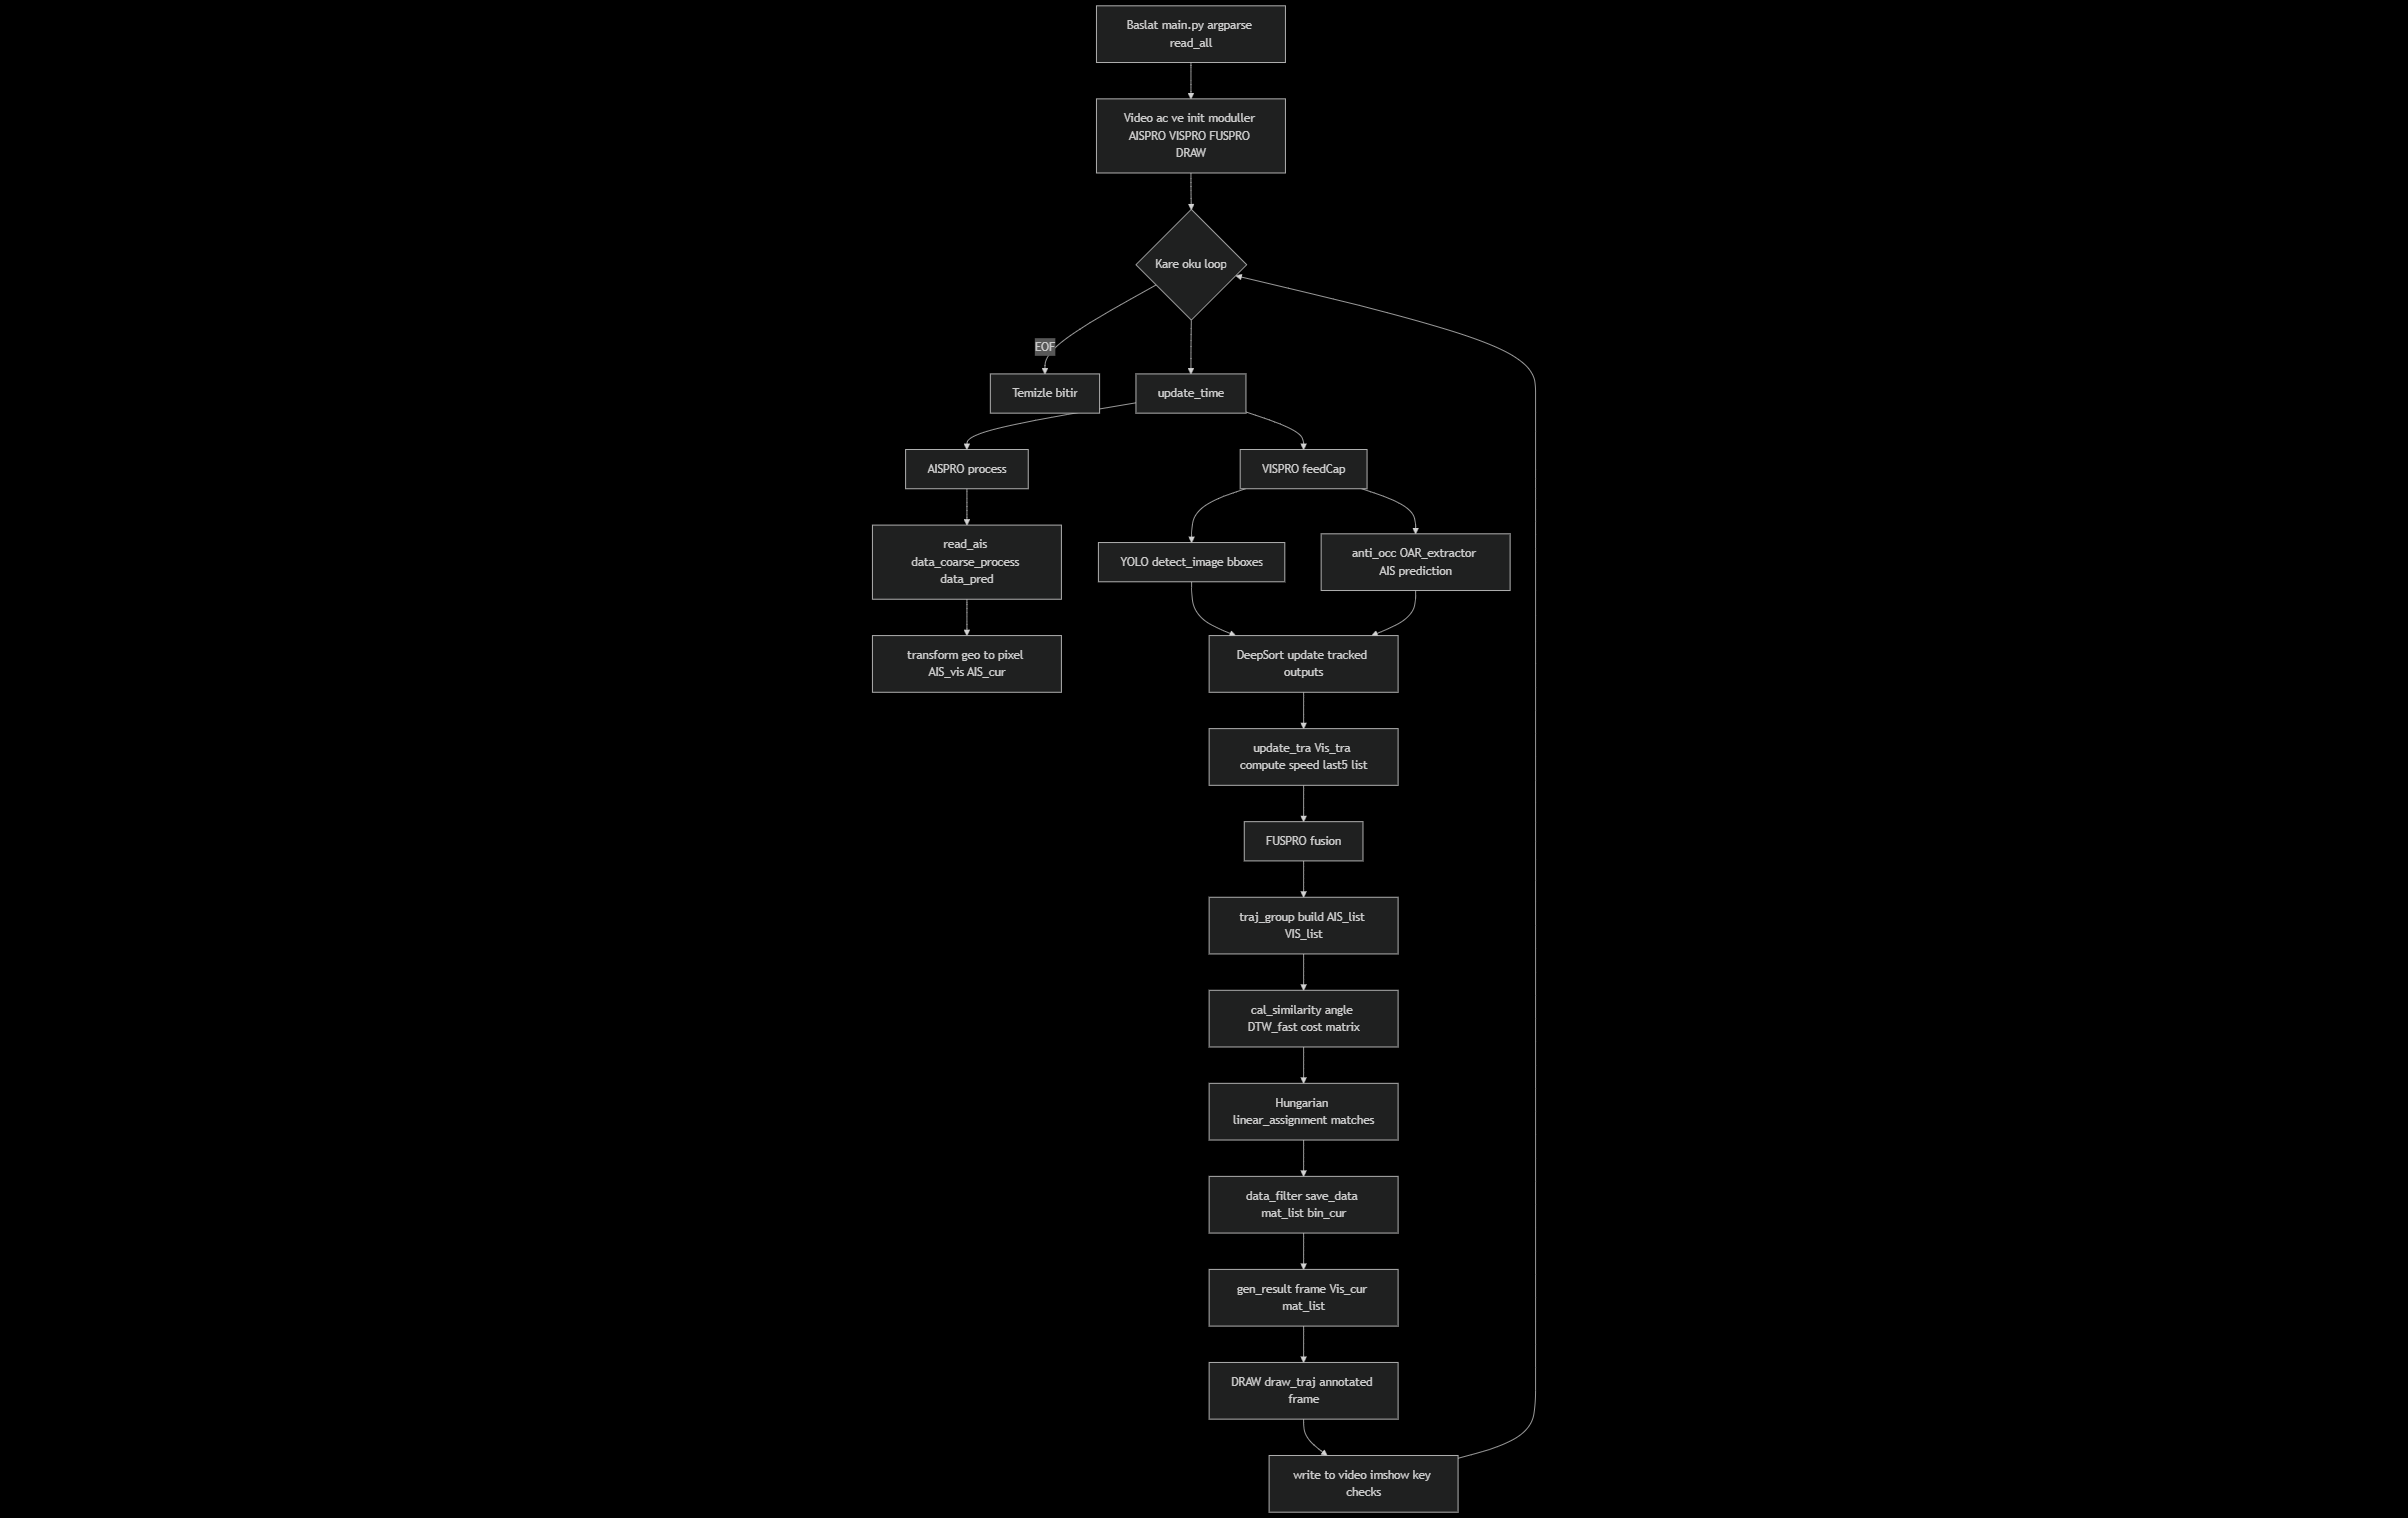 Baslat main.py argparse
read_all
Video ac ve init moduller
AISPRO VISPRO FUSPRO
DRAW
Kare oku loop
EOF
Temizle bitir
update_time
AISPRO process
VISPRO feedCap
read_ais
data_coarse_process
data_pred
YOLO detect_image bboxes
anti_occ OAR_extractor
AIS prediction
transform geo to pixel
AIS_vis AIS_cur
DeepSort update tracked
outputs
update_tra Vis_tra
compute speed last5 list
FUSPRO fusion
traj_group build AIS_list
VIS_list
cal_similarity angle
DTW_fast cost matrix
Hungarian
linear_assignment matches
data_filter save_data
mat_list bin_cur
gen_result frame Vis_cur
mat_list
DRAW draw_traj annotated
frame
write to video imshow key
checks